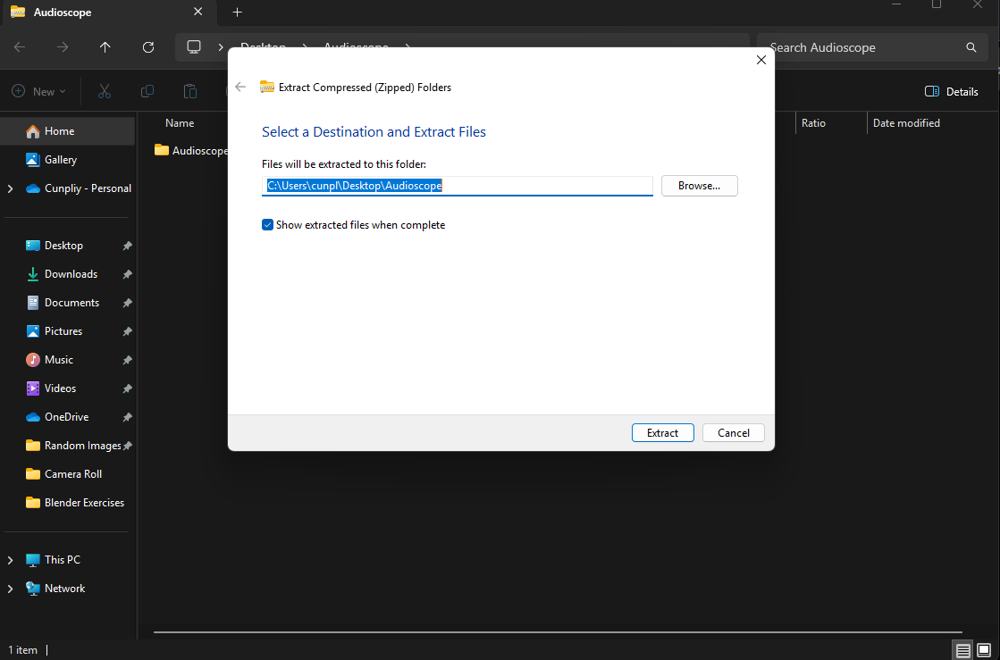 Audioscope
Desktop
Audioscope
Search Audioscope
New
Details
Home
Gallery
Cunpliy - Personal
Desktop
Downloads
Documents
Pictures
Music
Videos
OneDrive
Random Images
Camera Roll
Blender Exercises
This PC
Network
Name
Ratio
Date modified
Audioscope
Extract Compressed (Zipped) Folders
Select a Destination and Extract Files
Files will be extracted to this folder:
C:\Users\cunpl\Desktop\Audioscope
Browse...
Show extracted files when complete
Extract
Cancel
1 item